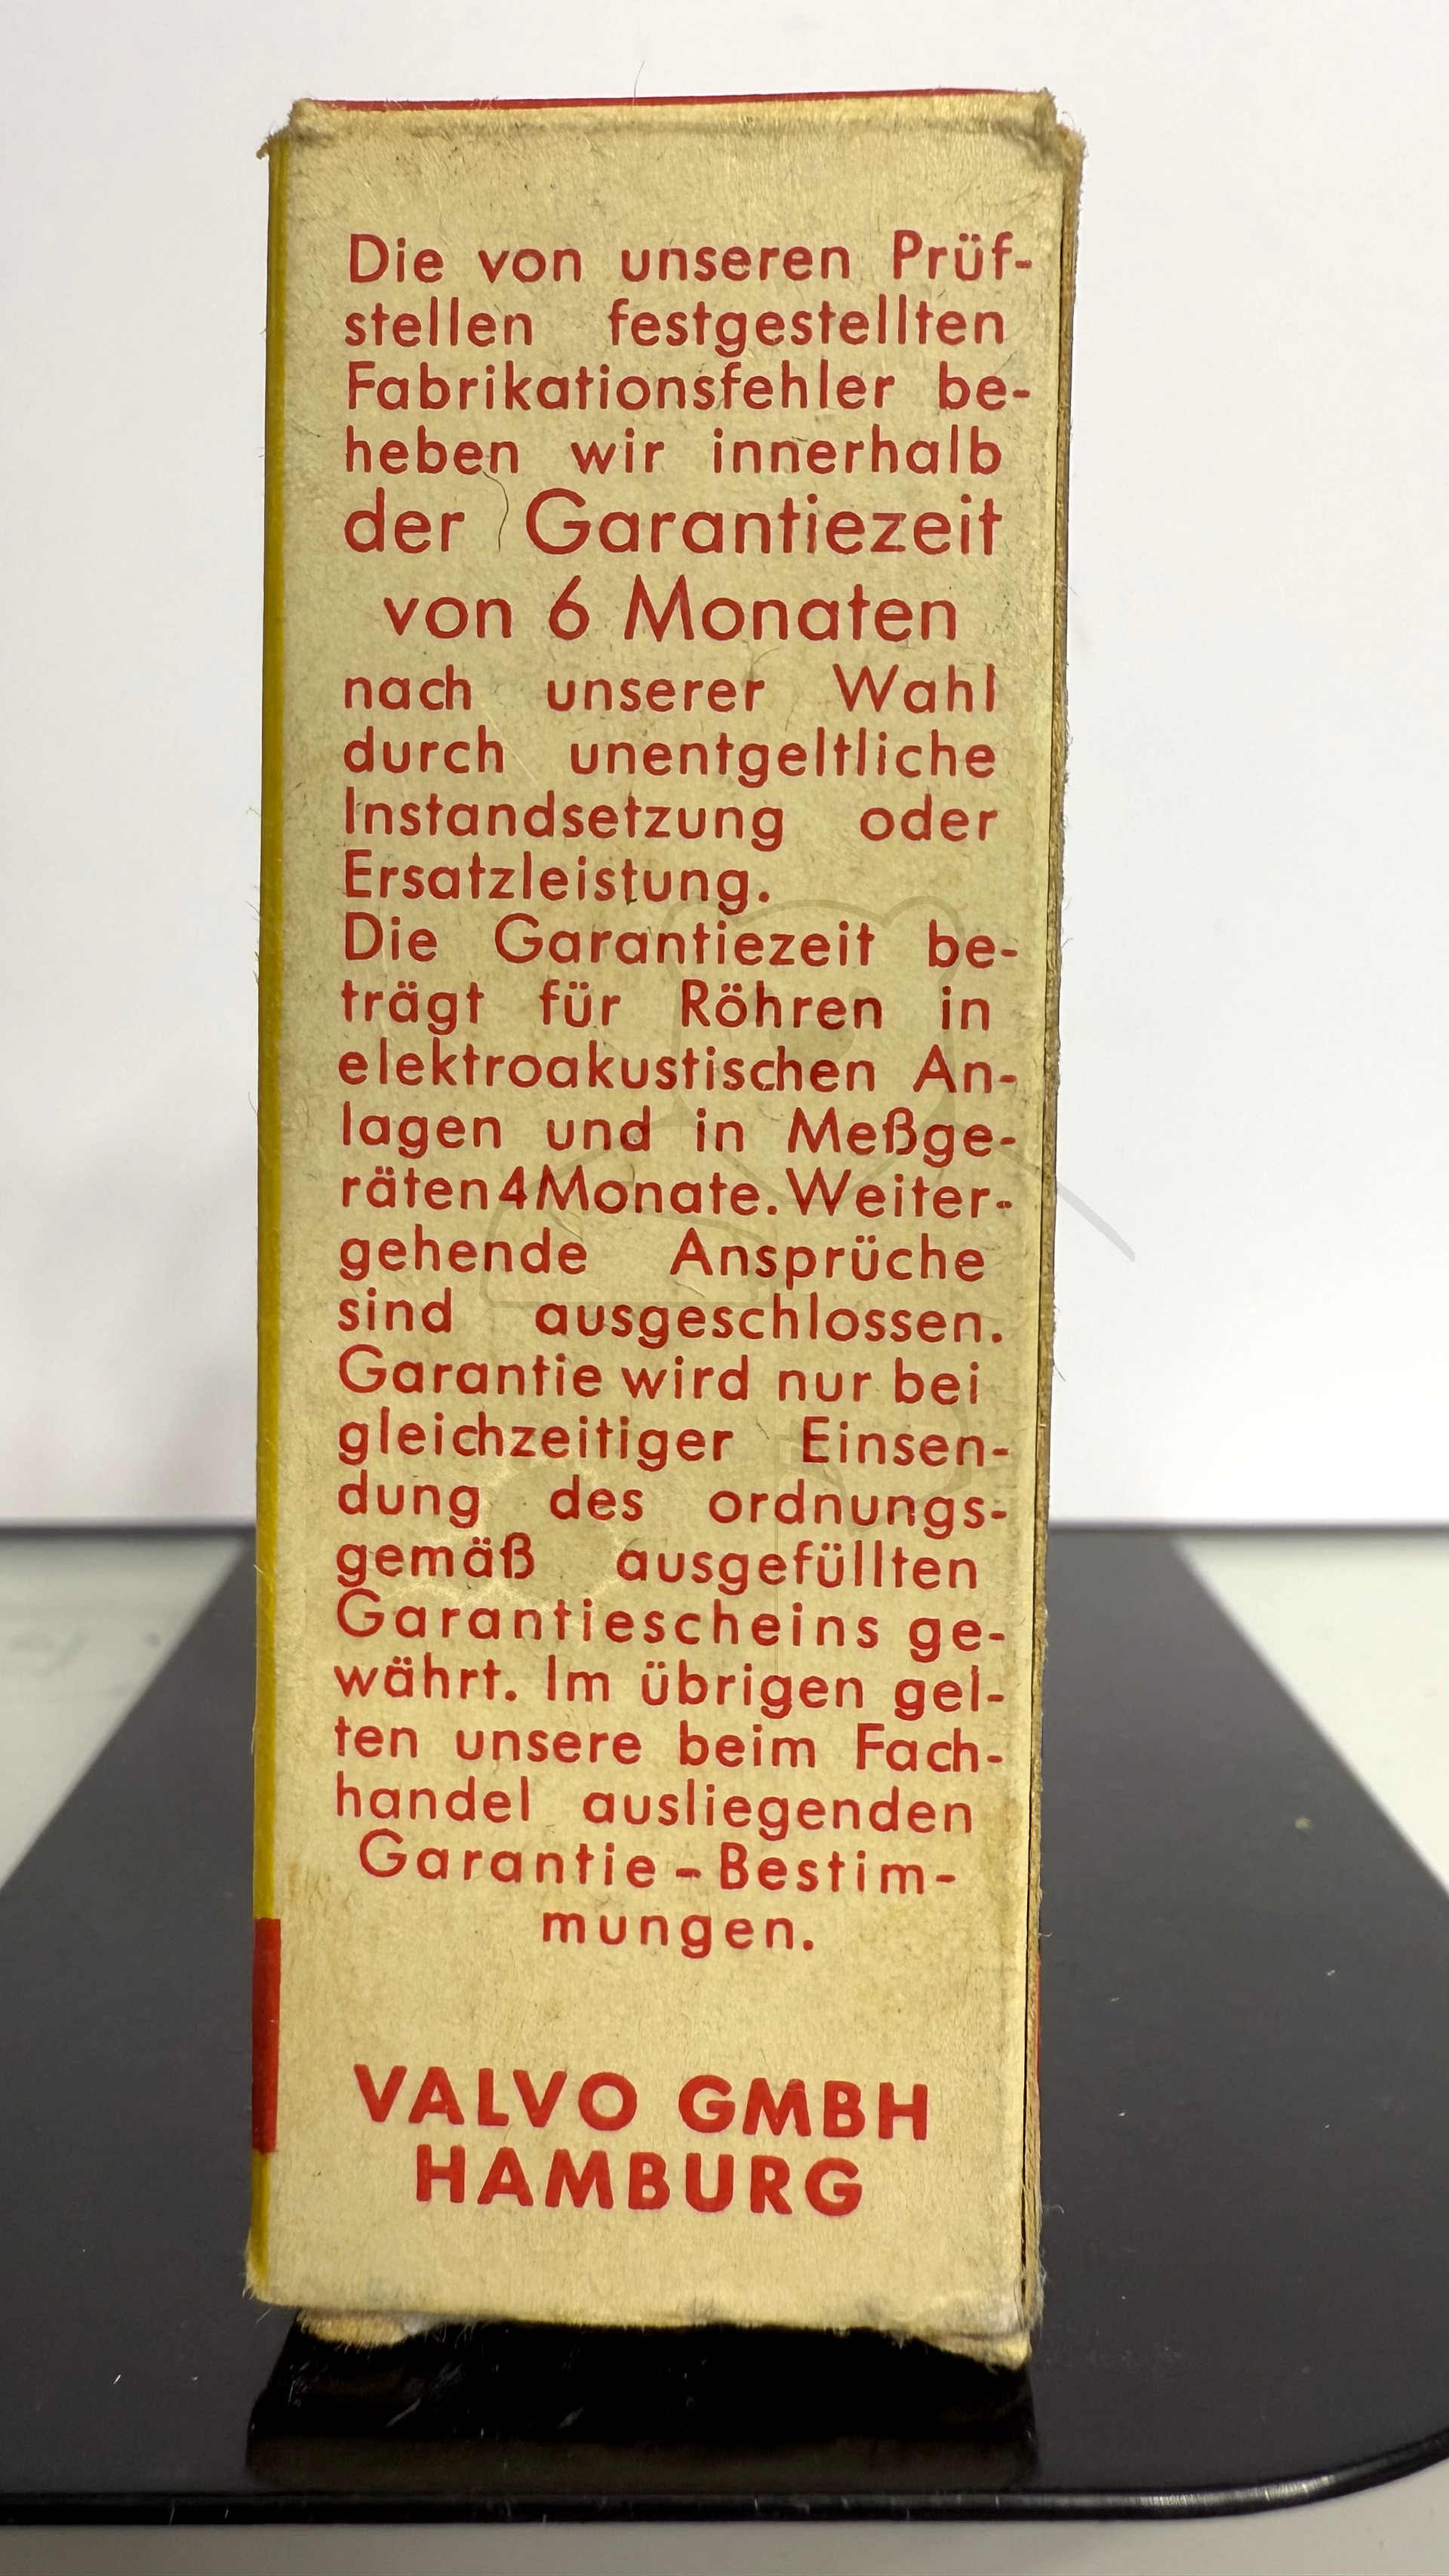 Die von unseren Prüf-
stellen festgestellten
Fabrikationsfehler be-
heben wir innerhalb
der Garantiezeit
von 6 Monaten
nach unserer Wahl
durch unentgeltliche
Instandsetzung oder
Ersatzleistung.
Die Garantiezeit be-
trägt für Röhren in
elektroakustischen An-
lagen und in Meßge-
räten 4 Monate. Weiter-
gehende Ansprüche
sind ausgeschlossen.
Garantie wird nur bei
gleichzeitiger Einsen-
dung des ordnungs-
gemäß ausgefüllten
Garantiescheins ge-
währt. Im übrigen gel-
ten unsere beim Fach-
handel ausliegenden
Garantie-Bestim-
mungen.
VALVO GMBH
HAMBURG